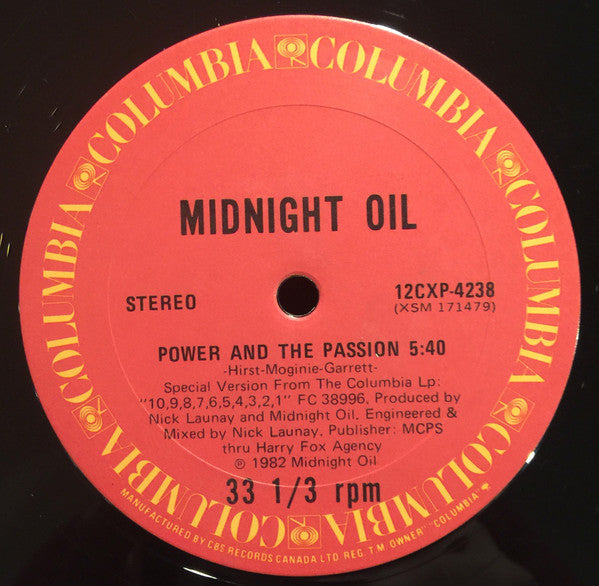 COLUMBIA COLUMBIA COLUMBIA COLUMBIA COLUMBIA COLUMBIA
MIDNIGHT OIL
STEREO
12CXP-4238
(XSM 171479)
POWER AND THE PASSION 5:40
-Hirst-Moginie-Garrett-
Special Version From The Columbia Lp:
"10,9,8,7,6,5,4,3,2,1" FC 38996, Produced by
Nick Launay and Midnight Oil. Engineered &
Mixed by Nick Launay. Publisher: MCPS
thru Harry Fox Agency
℗ 1982 Midnight Oil
33 1/3 rpm
MANUFACTURED BY CBS RECORDS CANADA LTD REG. T.M. OWNER "COLUMBIA"